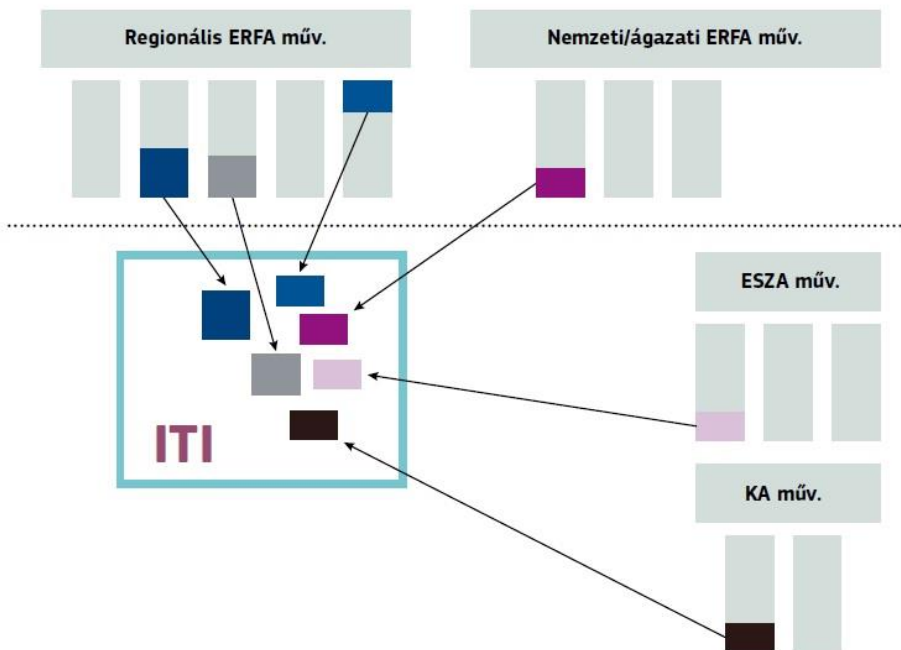 Regionális ERFA műv.
Nemzeti/ágazati ERFA műv.
ESZA műv.
ITI
KA műv.